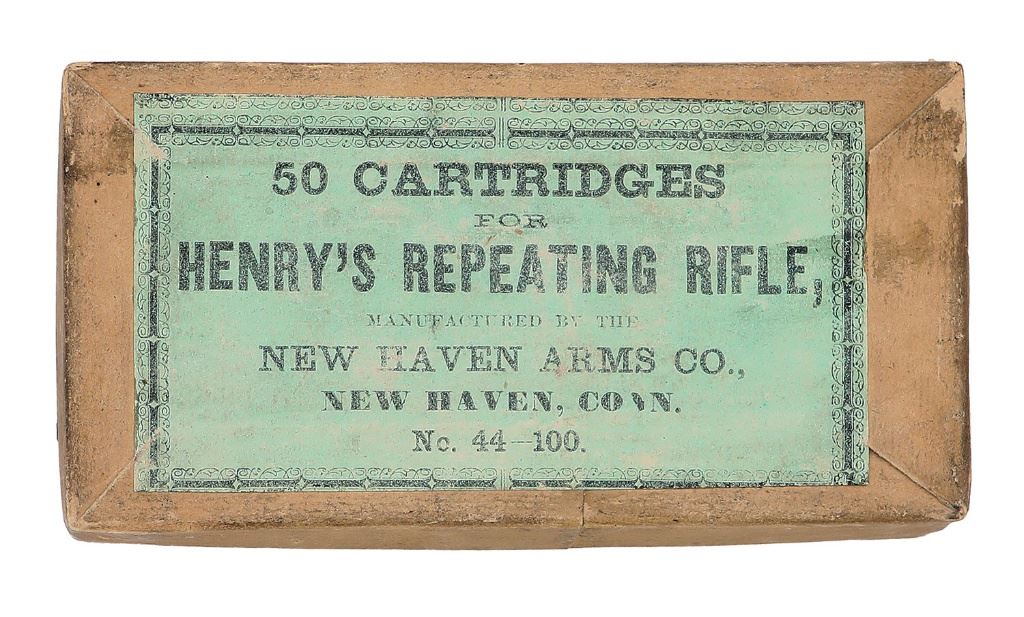 50 CARTRIDGES
FOR
HENRY'S REPEATING RIFLE,
MANUFACTURED BY THE
NEW HAVEN ARMS CO.,
NEW HAVEN, CONN.
No. 44-100.